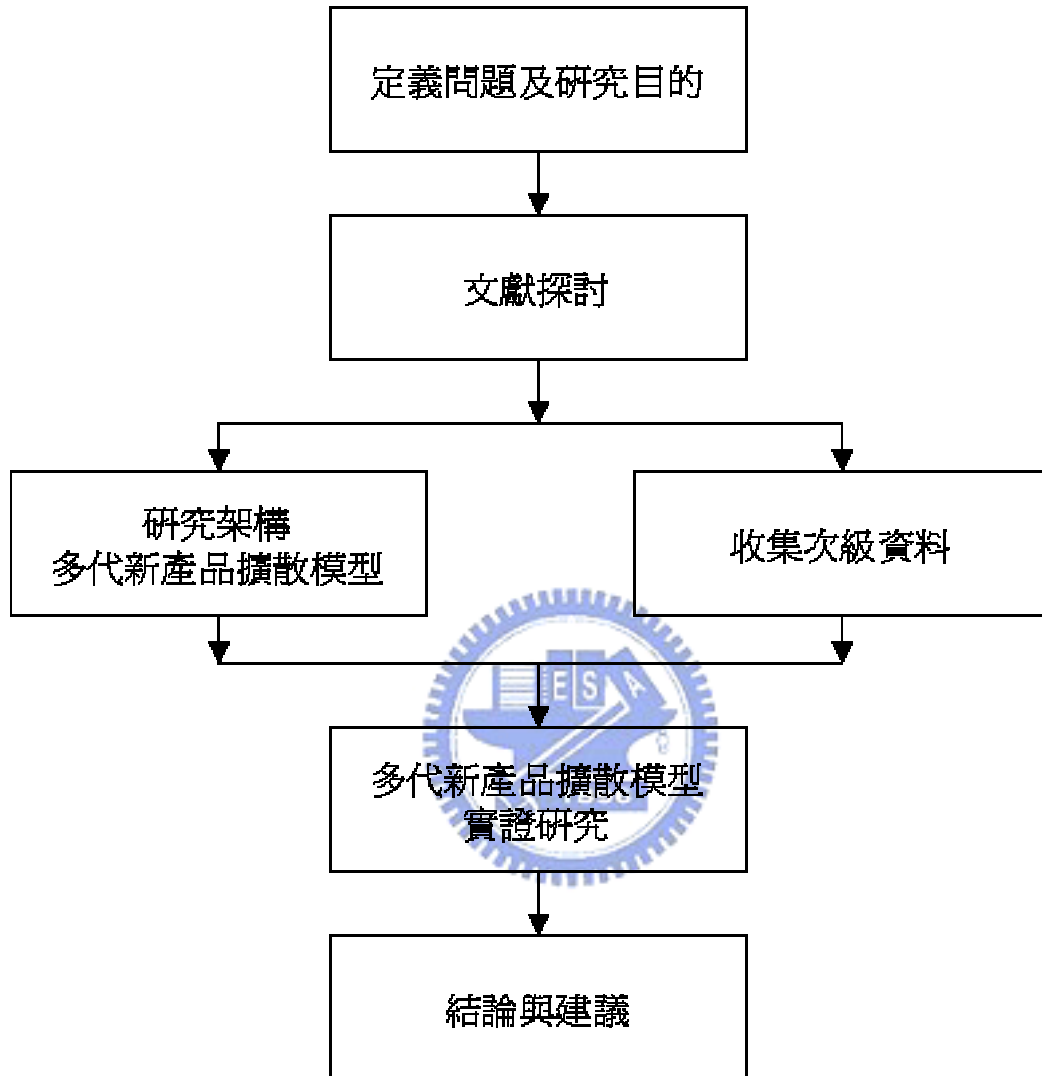 定義問題及研究目的
文獻探討
研究架構
多代新產品擴散模型
收集次級資料
E S A
多代新產品擴散模型
實證研究
結論與建議